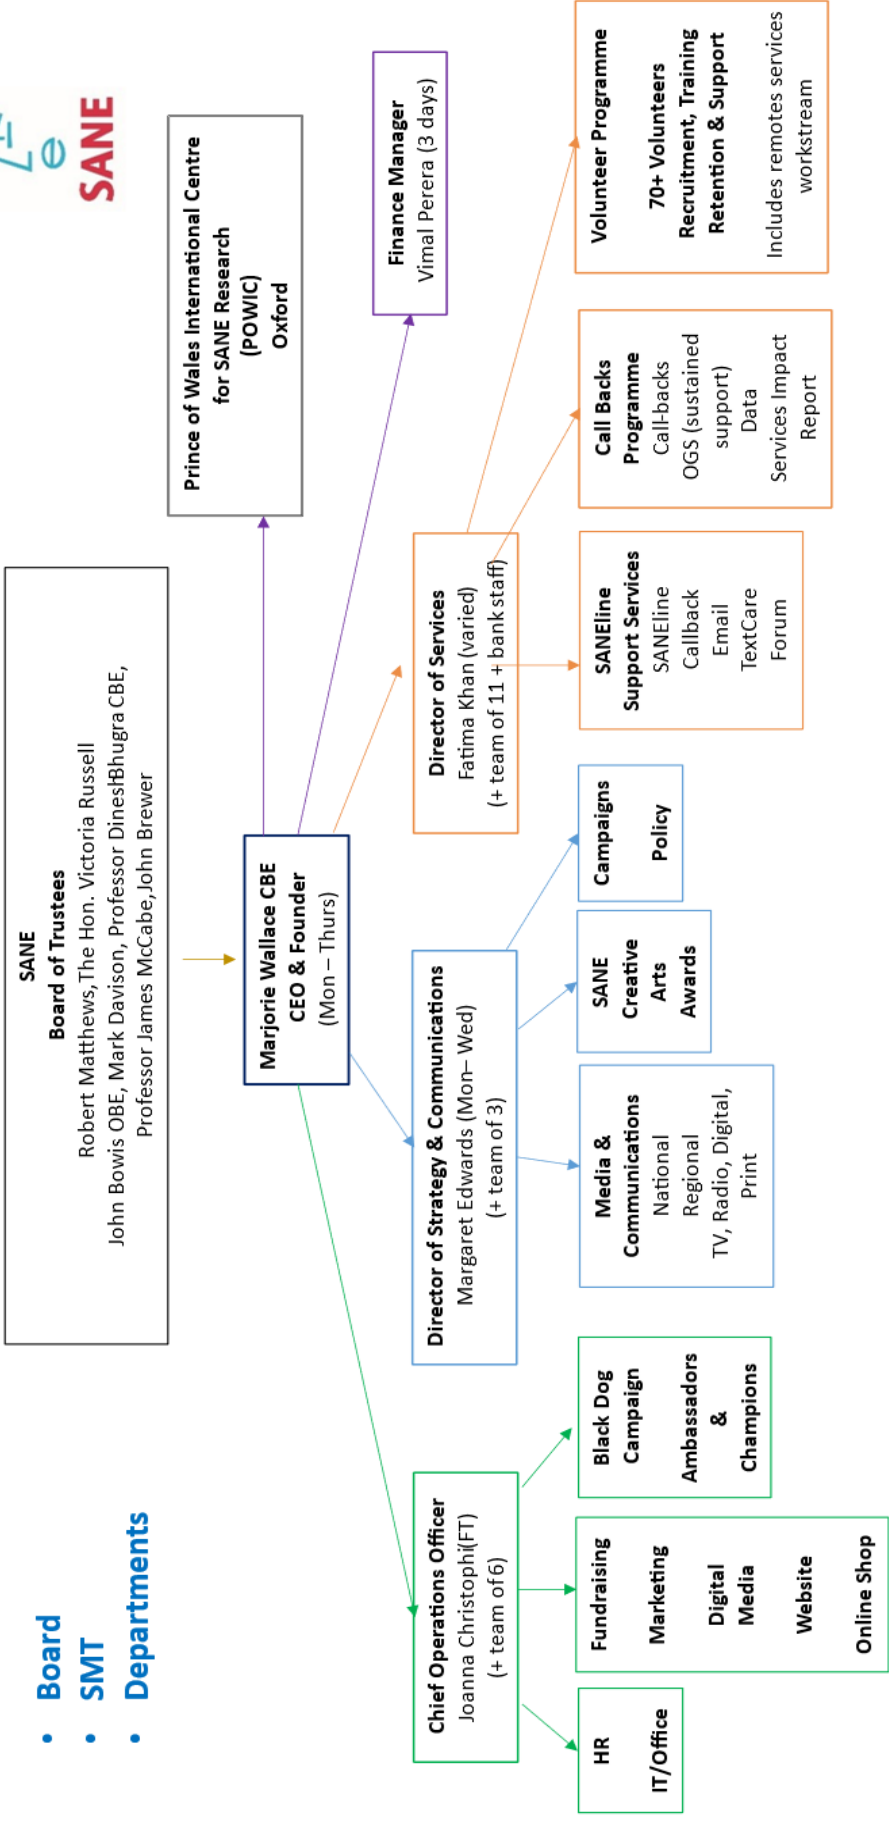 • Board
• SMT
• Departments
SANE
SANE
Board of Trustees
Robert Matthews,The Hon. Victoria Russell
John Bowis OBE, Mark Davison, Professor Dinesh Bhugra CBE,
Professor James McCabe,John Brewer
Prince of Wales International Centre
for SANE Research
(POWIC)
Oxford
Marjorie Wallace CBE
CEO & Founder
(Mon – Thurs)
Finance Manager
Vimal Perera (3 days)
Chief Operations Officer
Joanna Christophi(FT)
(+ team of 6)
Director of Strategy & Communications
Margaret Edwards (Mon– Wed)
(+ team of 3)
Director of Services
Fatima Khan (varied)
(+ team of 11 + bank staff)
HR
IT/Office
Fundraising
Marketing
Digital
Media
Website
Online Shop
Black Dog
Campaign
Ambassadors
&
Champions
Media &
Communications
National
Regional
TV, Radio, Digital,
Print
SANE
Creative
Arts
Awards
Campaigns
Policy
SANEline
Support Services
SANEline
Callback
Email
TextCare
Forum
Call Backs
Programme
Call-backs
OGS (sustained
support)
Data
Services Impact
Report
Volunteer Programme
70+ Volunteers
Recruitment, Training
Retention & Support
Includes remotes services
workstream